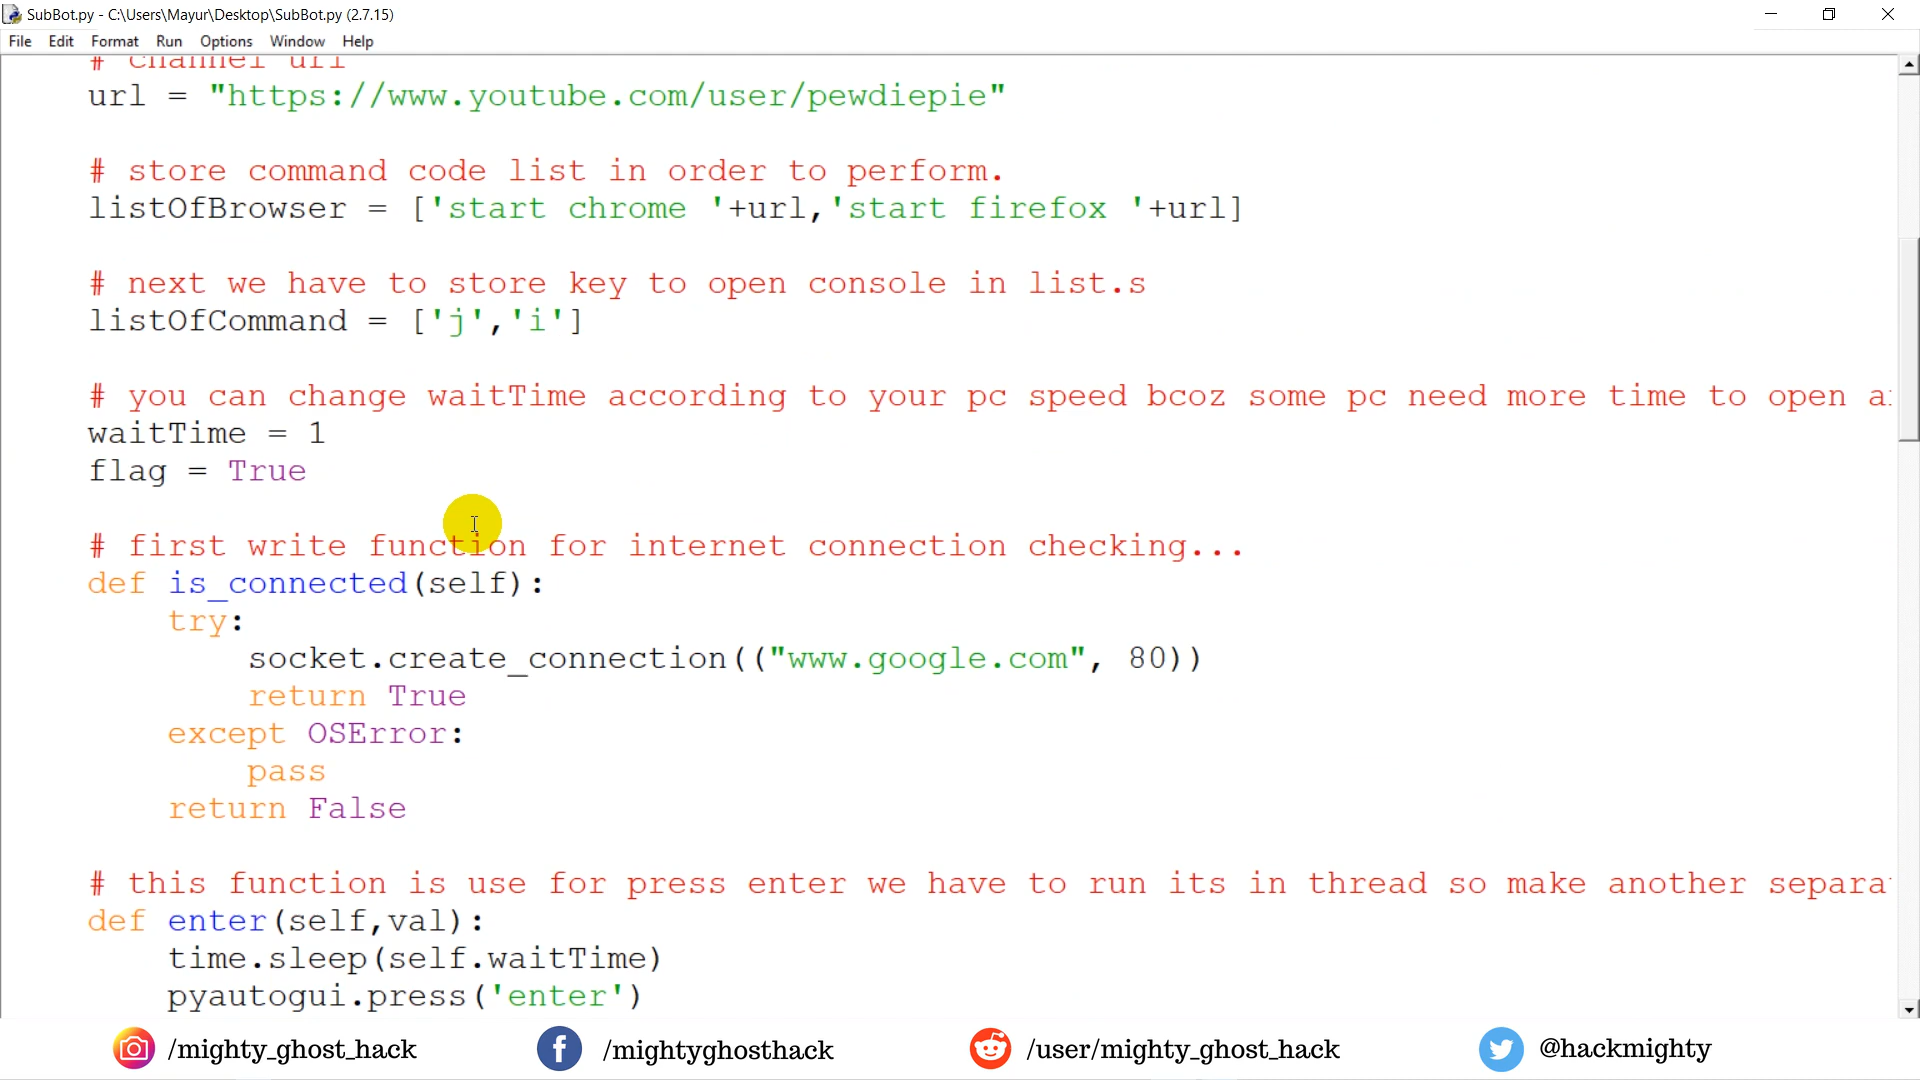 SubBot.py - C:\Users\Mayur\Desktop\SubBot.py (2.7.15)
File Edit Format Run Options Window Help
# channel url
url = "https://www.youtube.com/user/pewdiepie"
# store command code list in order to perform.
listOfBrowser = ['start chrome '+url,'start firefox '+url]
# next we have to store key to open console in list.s
listOfCommand = ['j','i']
# you can change waitTime according to your pc speed bcoz some pc need more time to open
waitTime = 1
flag = True
# first write function for internet connection checking...
def is_connected(self):
try:
socket.create_connection(("www.google.com", 80))
return True
except OSError:
pass
return False
# this function is use for press enter we have to run its in thread so make another
def enter(self,val):
time.sleep(self.waitTime)
pyautogui.press('enter')
/mighty_ghost_hack /mightyghosthack /user/mighty_ghost_hack @hackmighty